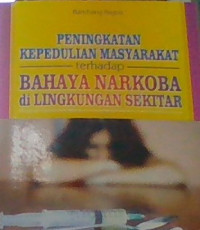 PENINGKATAN
KEPEDULIAN MASYARAKAT
terhadap
BAHAYA NARKOBA
di LINGKUNGAN SEKITAR